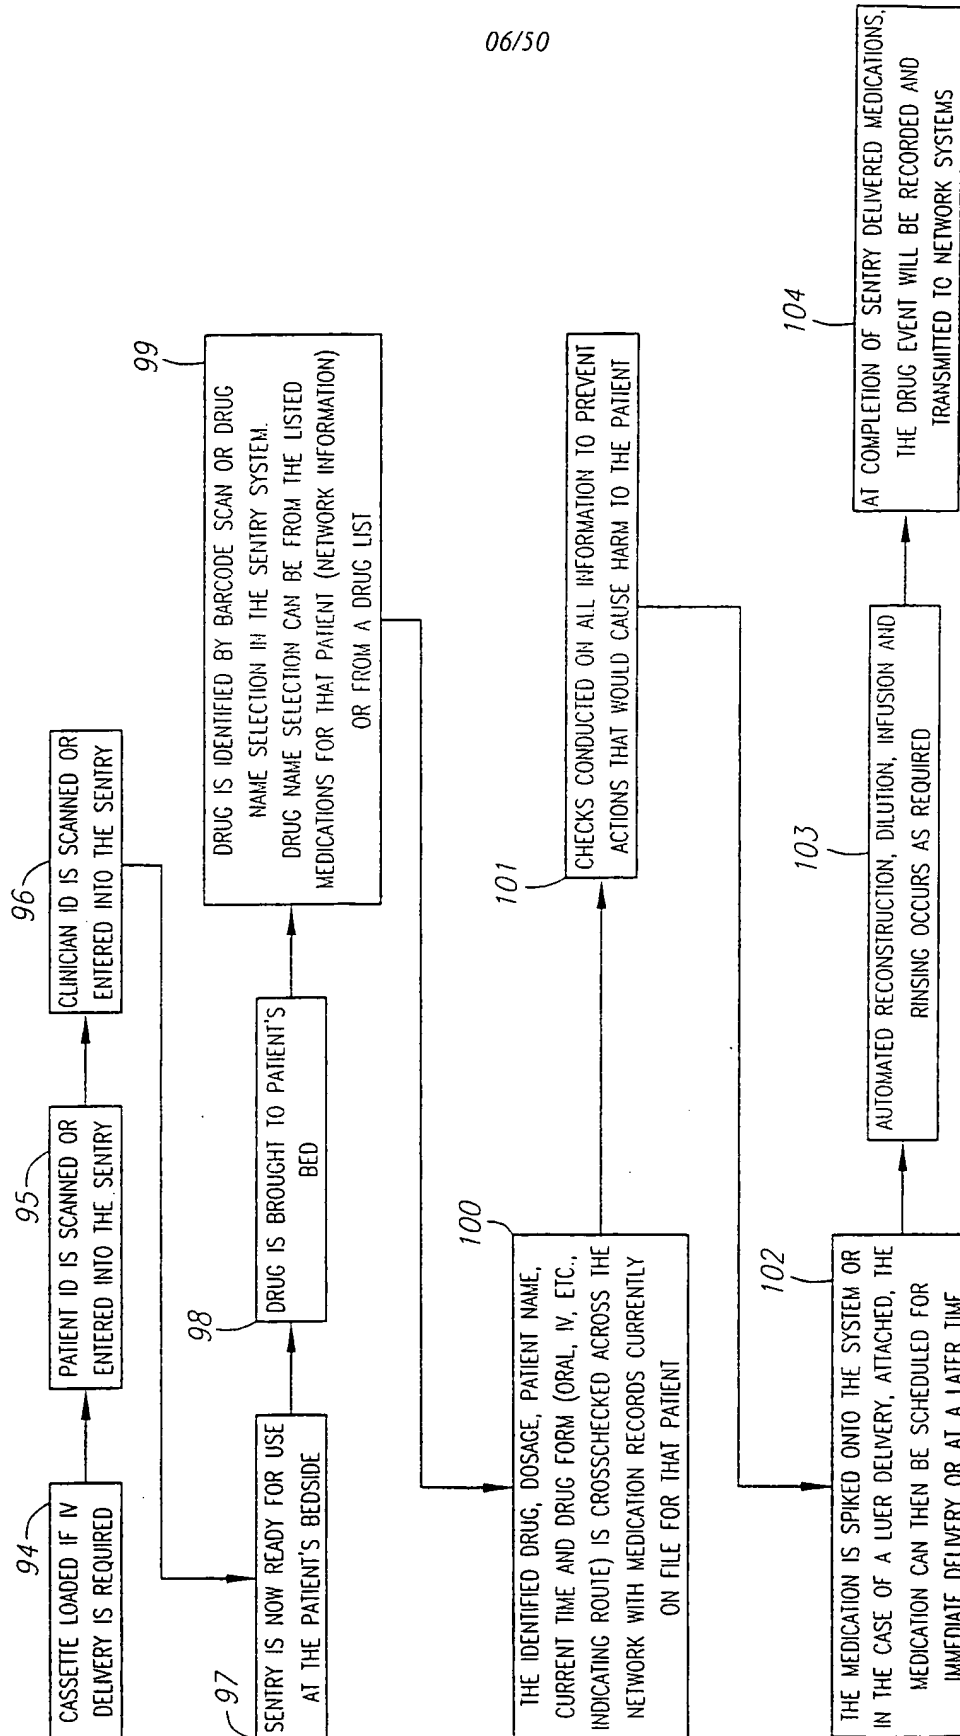 06/50
94
CASSETTE LOADED IF IV
DELIVERY IS REQUIRED
95
PATIENT ID IS SCANNED OR
ENTERED INTO THE SENTRY
96
CLINICIAN ID IS SCANNED OR
ENTERED INTO THE SENTRY
97
SENTRY IS NOW READY FOR USE
AT THE PATIENT'S BEDSIDE
98
DRUG IS BROUGHT TO PATIENT'S
BED
99
DRUG IS IDENTIFIED BY BARCODE SCAN OR DRUG
NAME SELECTION IN THE SENTRY SYSTEM.
DRUG NAME SELECTION CAN BE FROM THE LISTED
MEDICATIONS FOR THAT PATIENT (NETWORK INFORMATION)
OR FROM A DRUG LIST
100
THE IDENTIFIED DRUG, DOSAGE, PATIENT NAME,
CURRENT TIME AND DRUG FORM (ORAL, IV, ETC.,
INDICATING ROUTE) IS CROSSCHECKED ACROSS THE
NETWORK WITH MEDICATION RECORDS CURRENTLY
ON FILE FOR THAT PATIENT
101
CHECKS CONDUCTED ON ALL INFORMATION TO PREVENT
ACTIONS THAT WOULD CAUSE HARM TO THE PATIENT
102
THE MEDICATION IS SPIKED ONTO THE SYSTEM OR
IN THE CASE OF A LUER DELIVERY, ATTACHED, THE
MEDICATION CAN THEN BE SCHEDULED FOR
IMMEDIATE DELIVERY OR AT A LATER TIME
103
AUTOMATED RECONSTRUCTION, DILUTION, INFUSION AND
RINSING OCCURS AS REQUIRED
104
AT COMPLETION OF SENTRY DELIVERED MEDICATIONS,
THE DRUG EVENT WILL BE RECORDED AND
TRANSMITTED TO NETWORK SYSTEMS